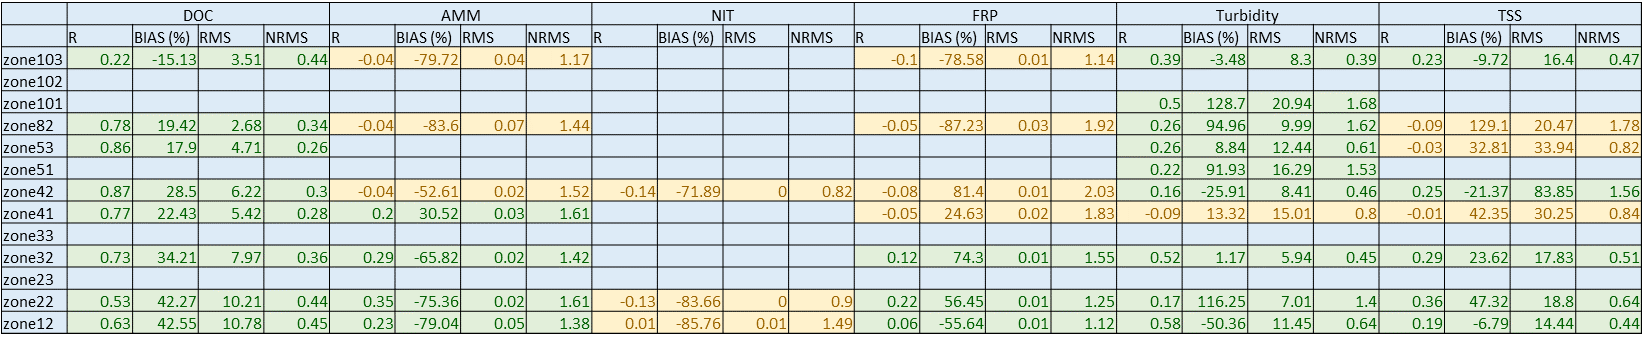 DOC AMM NIT FRP Turbidity TSS
R BIAS (%) RMS NRMS R BIAS (%) RMS NRMS R BIAS (%) RMS NRMS R BIAS (%) RMS NRMS R BIAS (%) RMS NRMS R BIAS (%) RMS NRMS
zone103 0.22 -15.13 3.51 0.44 -0.04 -79.72 0.04 1.17 -0.1 -78.58 0.01 1.14 0.39 -3.48 8.3 0.39 0.23 -9.72 16.4 0.47
zone102
zone101 0.5 128.7 20.94 1.68
zone82 0.78 19.42 2.68 0.34 -0.04 -83.6 0.07 1.44 -0.05 -87.23 0.03 1.92 0.26 94.96 9.99 1.62 -0.09 129.1 20.47 1.78
zone53 0.86 17.9 4.71 0.26 0.26 8.84 12.44 0.61 -0.03 32.81 33.94 0.82
zone51 0.22 91.93 16.29 1.53
zone42 0.87 28.5 6.22 0.3 -0.04 -52.61 0.02 1.52 -0.14 -71.89 0 0.82 -0.08 81.4 0.01 2.03 0.16 -25.91 8.41 0.46 0.25 -21.37 83.85 1.56
zone41 0.77 22.43 5.42 0.28 0.2 30.52 0.03 1.61 -0.05 24.63 0.02 1.83 -0.09 13.32 15.01 0.8 -0.01 42.35 30.25 0.84
zone33
zone32 0.73 34.21 7.97 0.36 0.29 -65.82 0.02 1.42 0.12 74.3 0.01 1.55 0.52 1.17 5.94 0.45 0.29 23.62 17.83 0.51
zone23
zone22 0.53 42.27 10.21 0.44 0.35 -75.36 0.02 1.61 -0.13 -83.66 0 0.9 0.22 56.45 0.01 1.25 0.17 116.25 7.01 1.4 0.36 47.32 18.8 0.64
zone12 0.63 42.55 10.78 0.45 0.23 -79.04 0.05 1.38 0.01 -85.76 0.01 1.49 0.06 -55.64 0.01 1.12 0.58 -50.36 11.45 0.64 0.19 -6.79 14.44 0.44